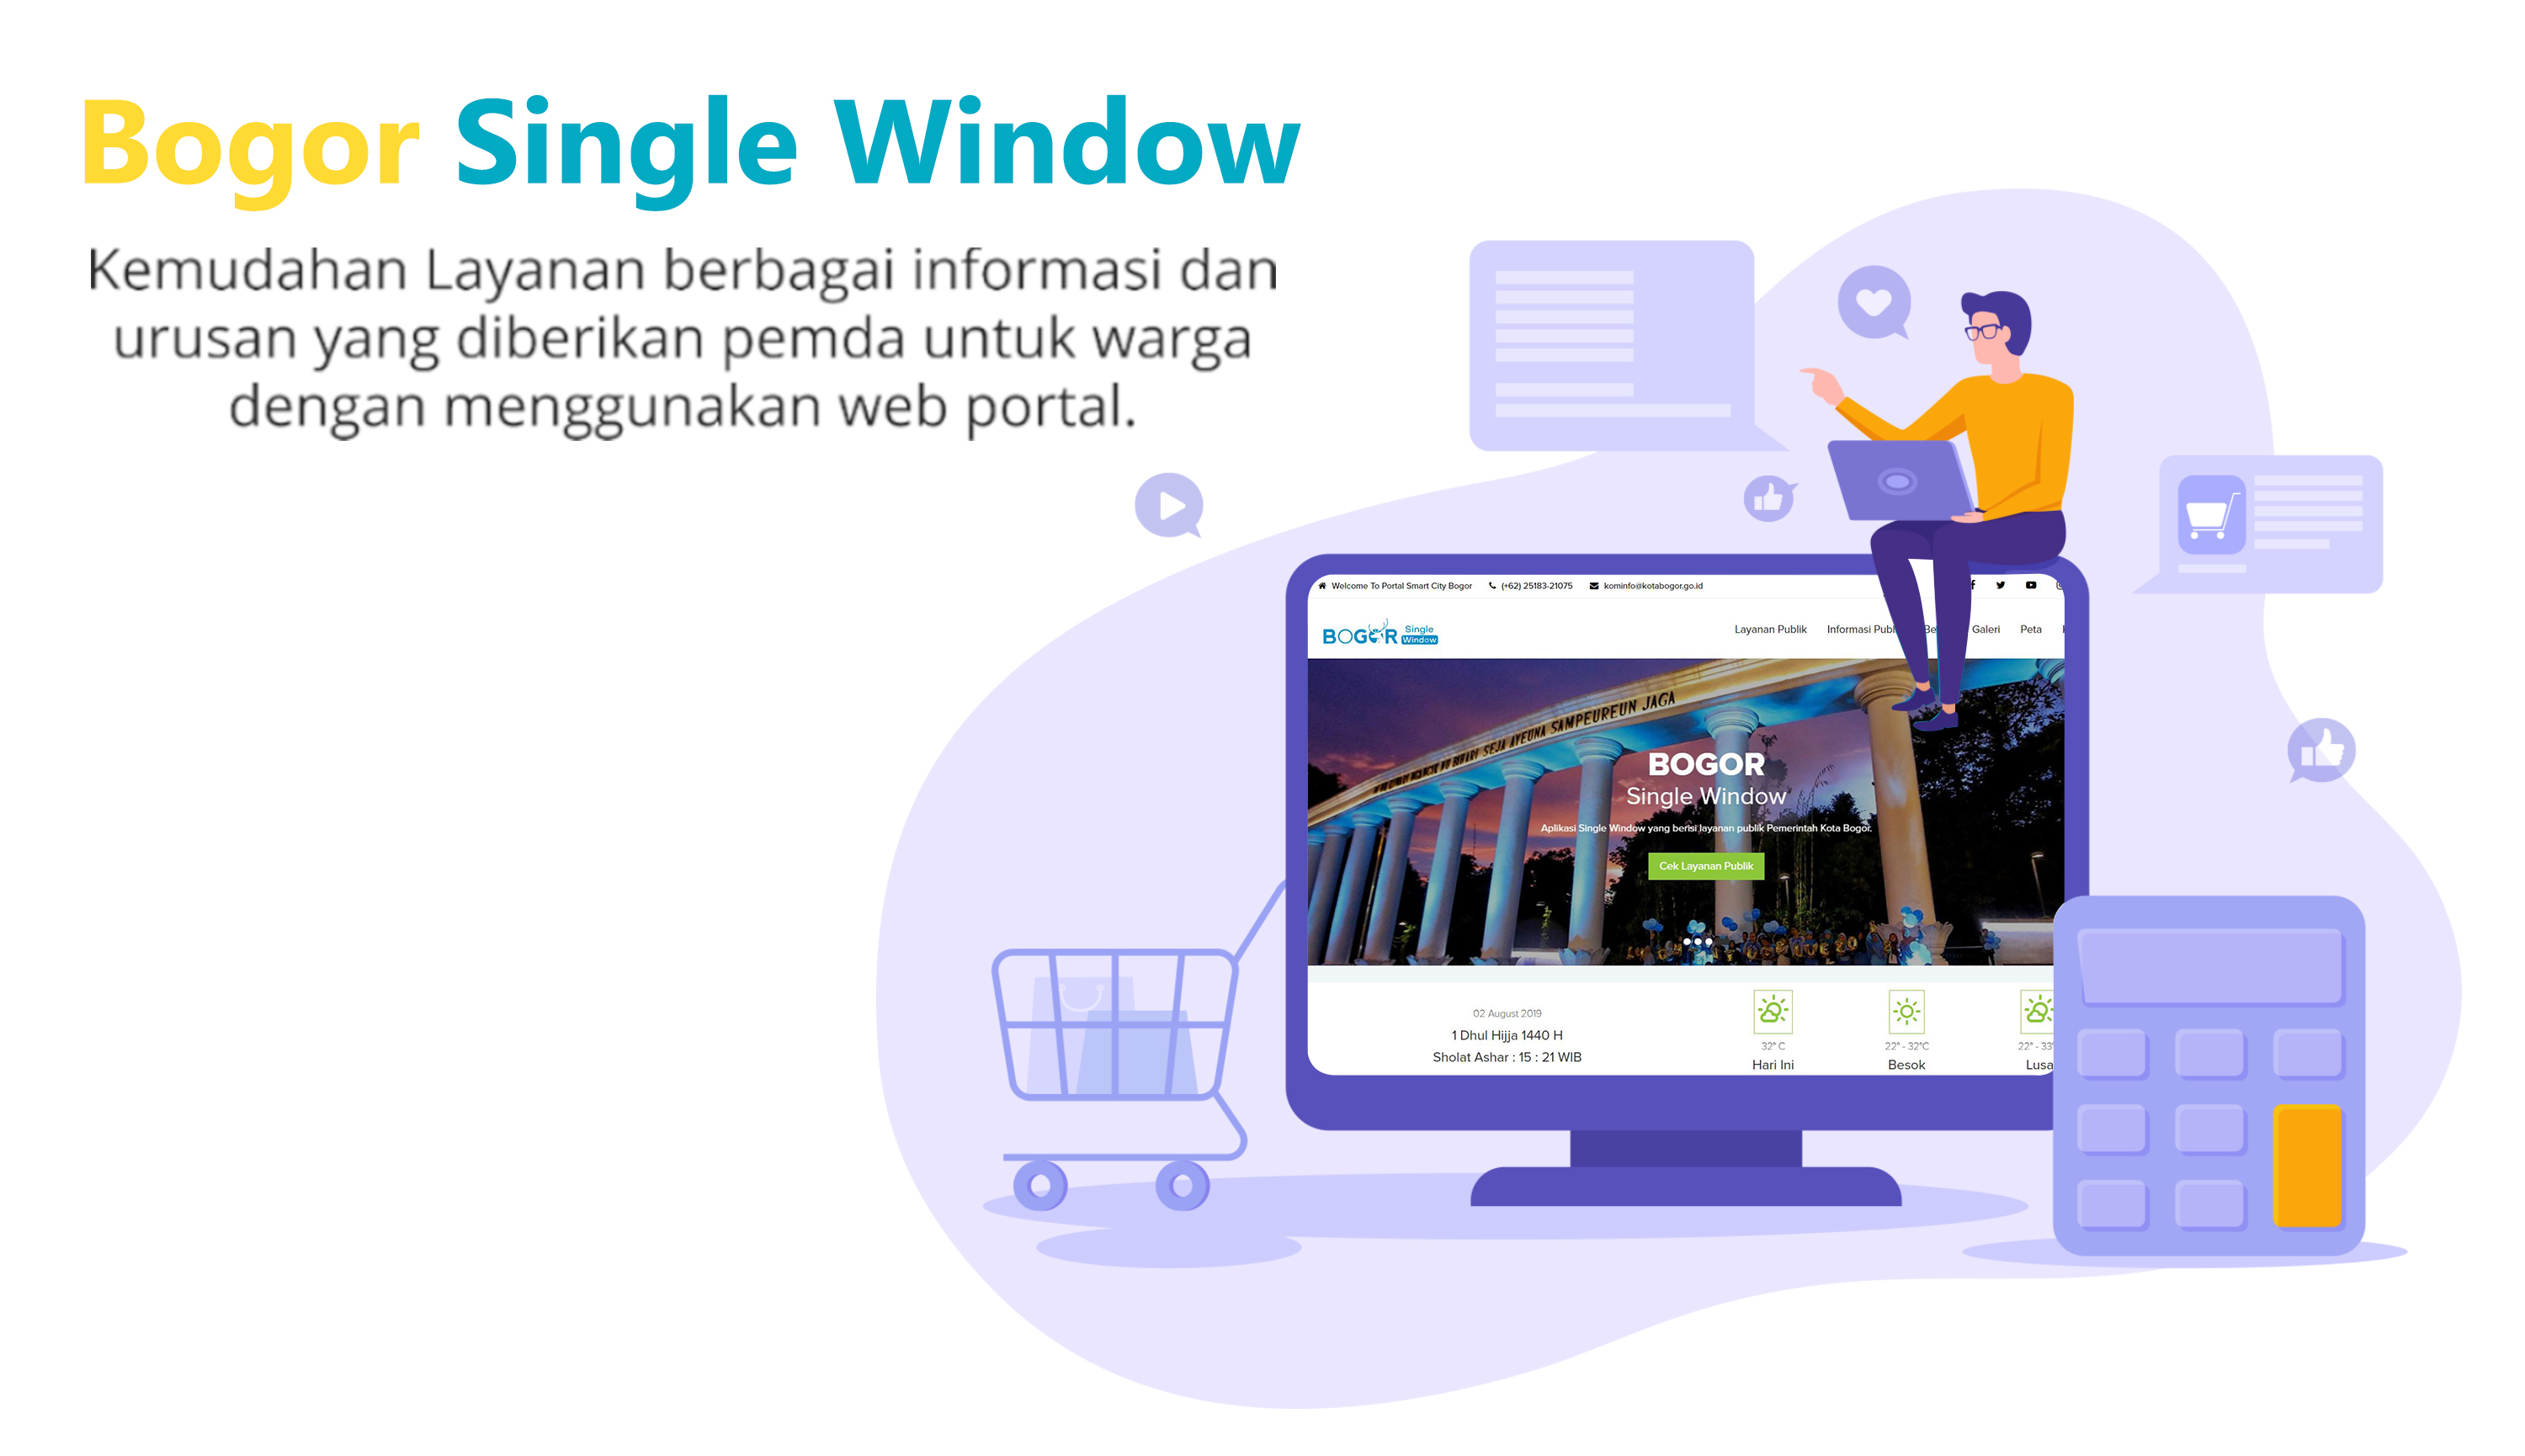 Bogor Single Window
Kemudahan Layanan berbagai informasi dan
urusan yang diberikan pemda untuk warga
dengan menggunakan web portal.
Welcome To Portal Smart City Bogor (+62) 25183-21075 kominfo@kotabogor.go.id
BOGOR Single Window
Layanan Publik Informasi Galeri Peta
SEJA AYEUNA SAMPEUREUN JAGA
BOGOR
Single Window
Aplikasi Single Window yang berisi layanan publik Pemerintah Kota Bogor.
Cek Layanan Publik
02 August 2019
1 Dhul Hijja 1440 H
Sholat Ashar : 15 : 21 WIB
32° C
Hari Ini
22° - 32°C
Besok
22° - 33°
Lusa